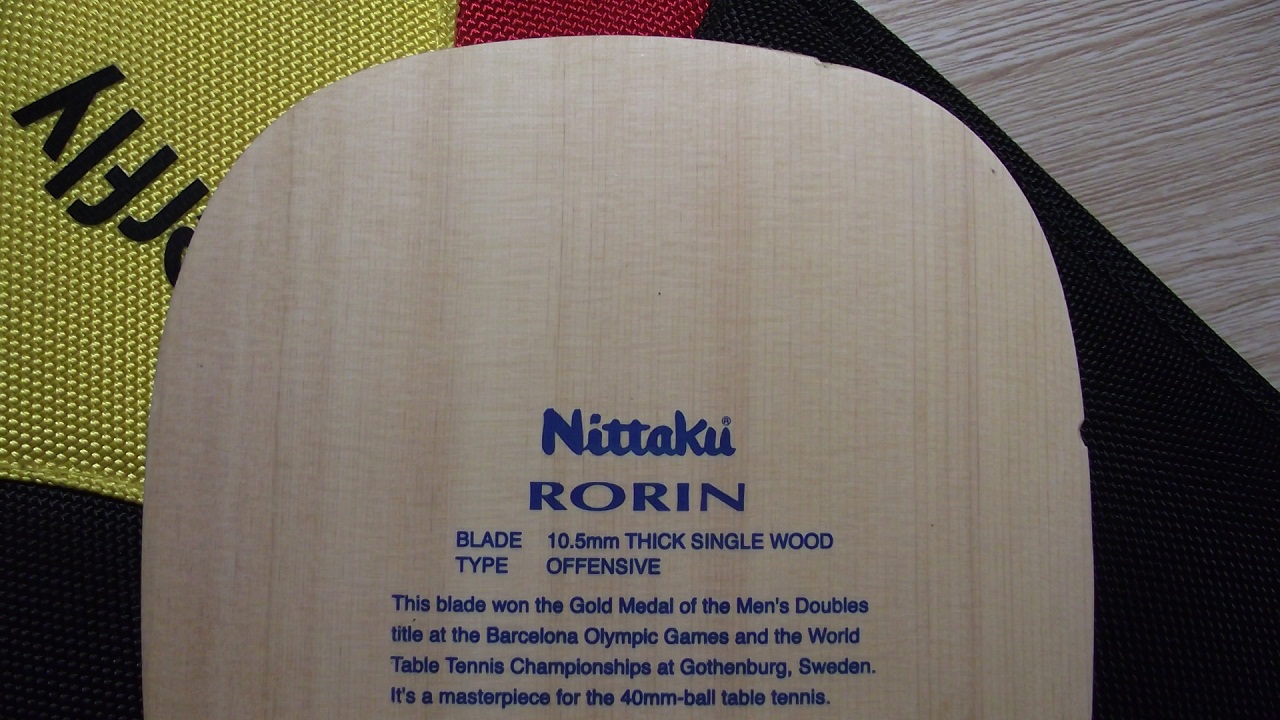 Nittaku®
RORIN
BLADE 10.5mm THICK SINGLE WOOD
TYPE OFFENSIVE
This blade won the Gold Medal of the Men's Doubles
title at the Barcelona Olympic Games and the World
Table Tennis Championships at Gothenburg, Sweden.
It's a masterpiece for the 40mm-ball table tennis.